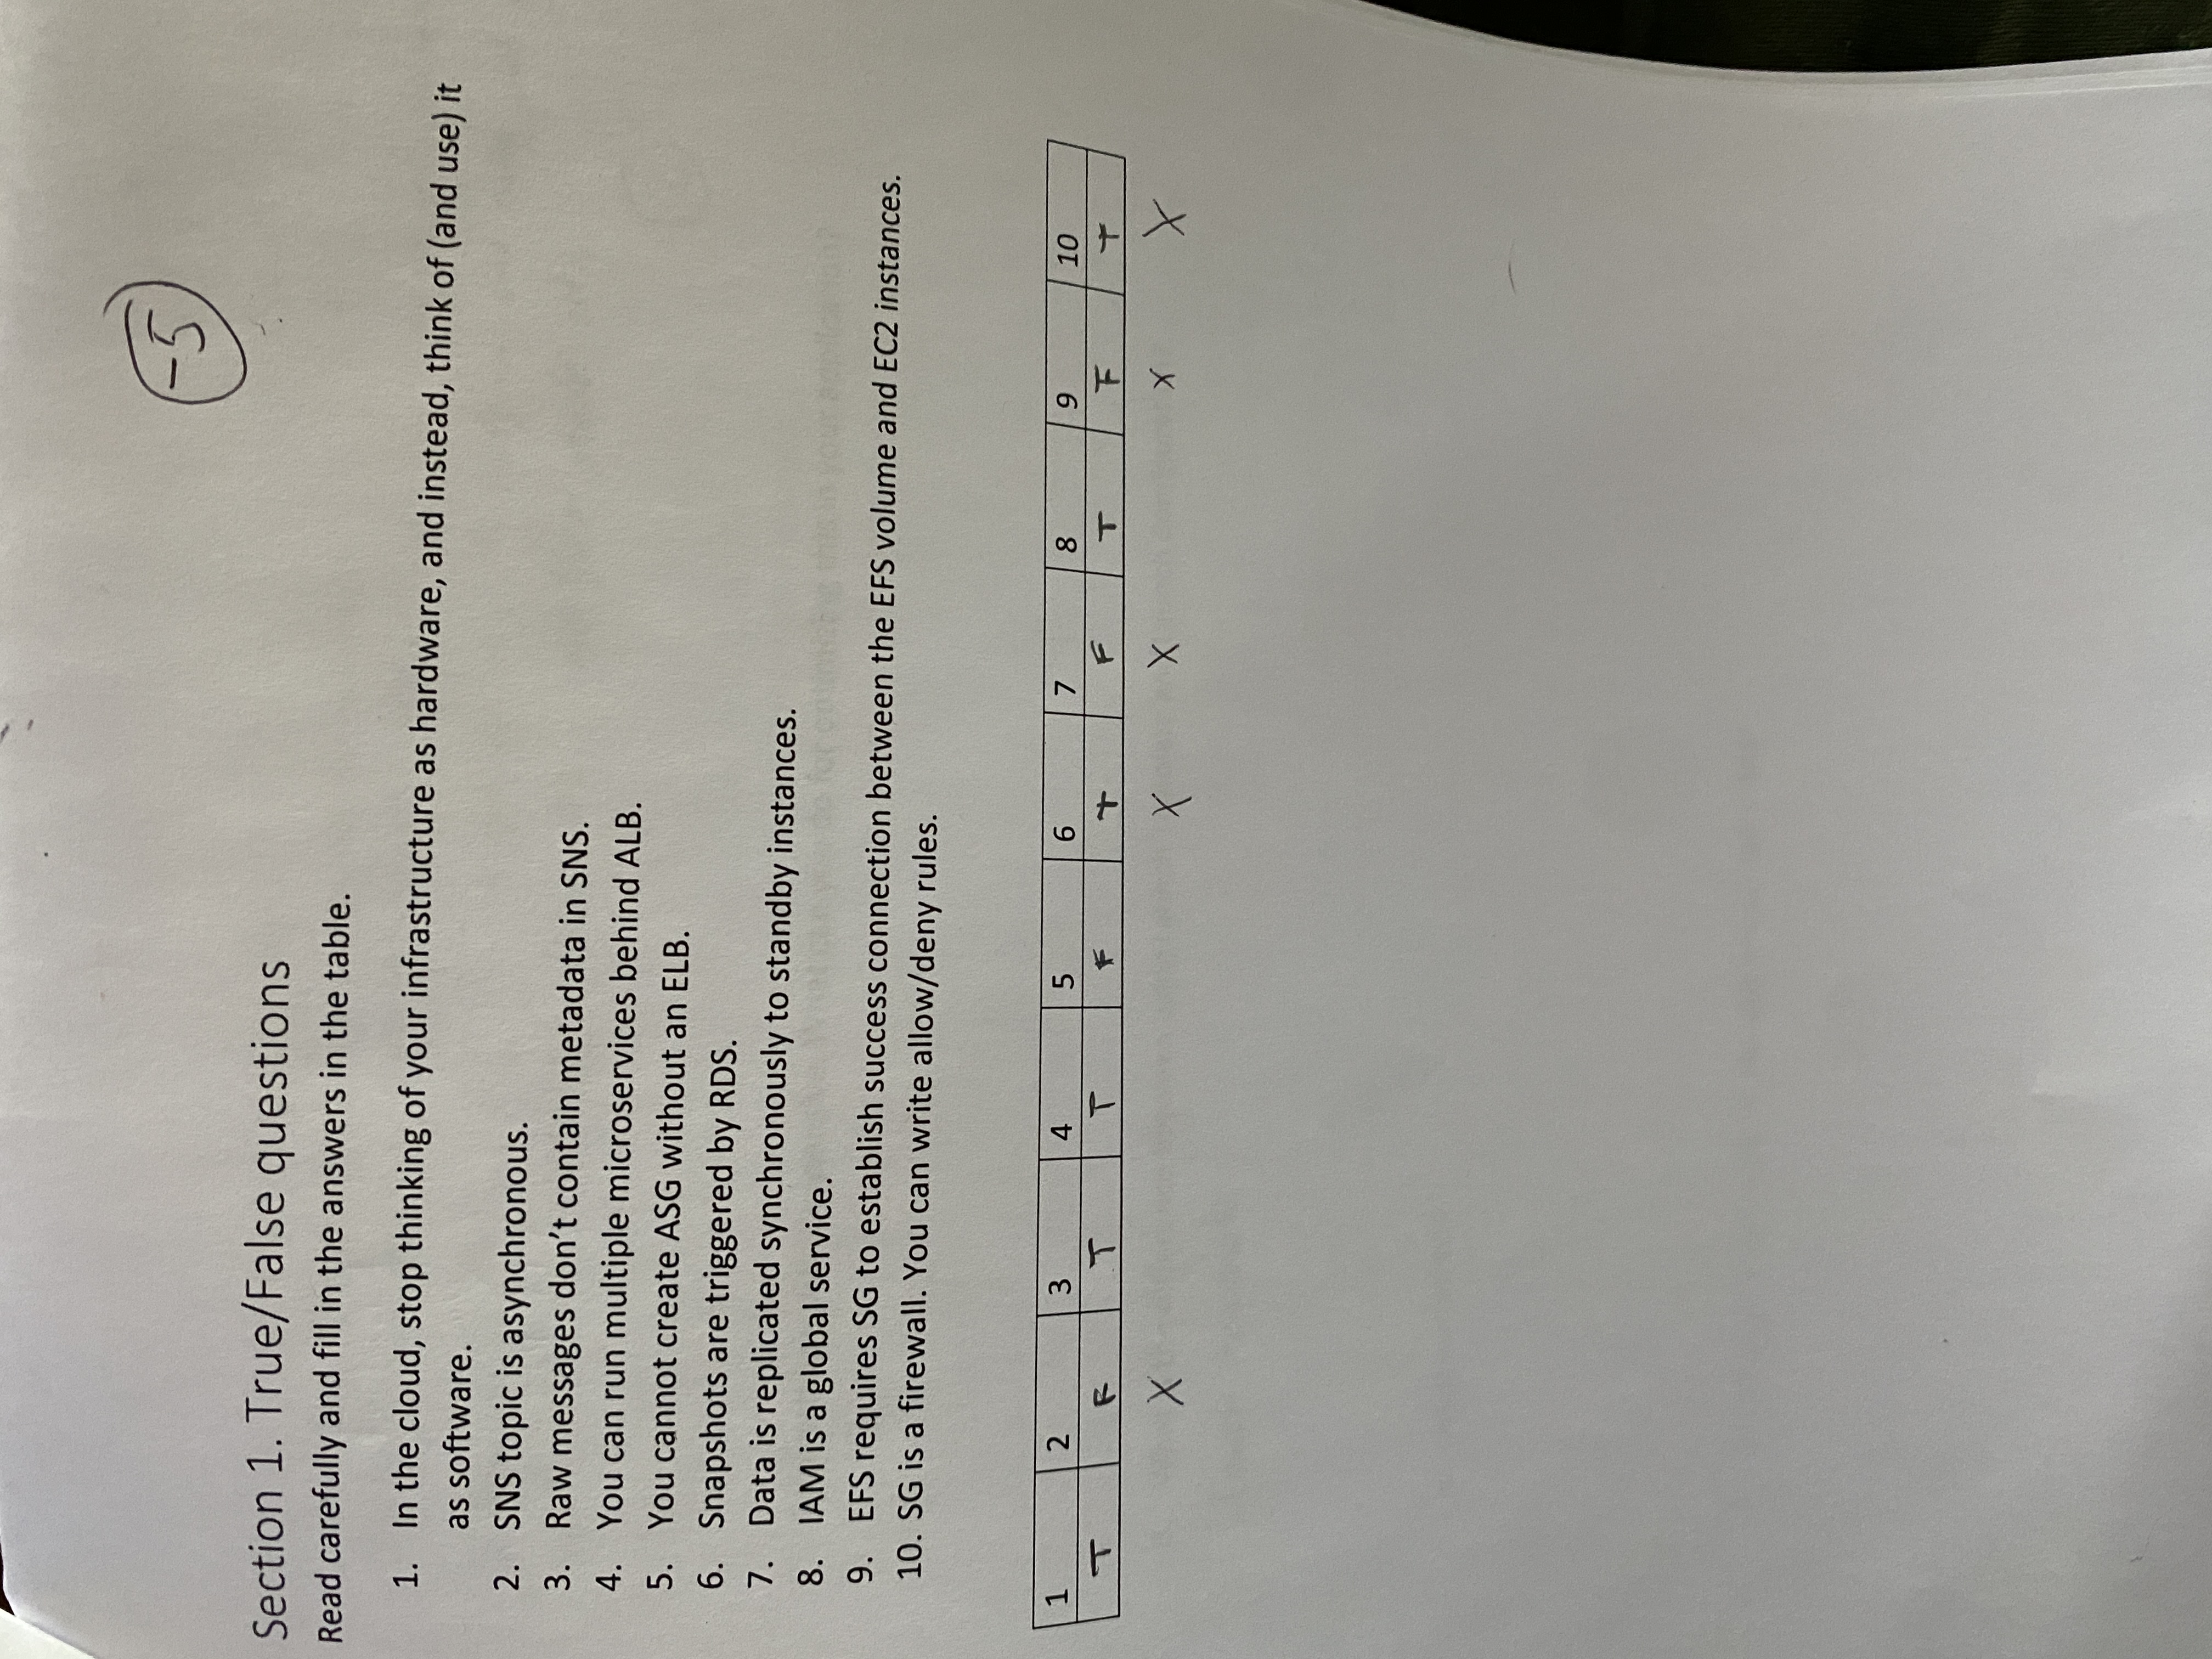 -5
Section 1. True/False questions
Read carefully and fill in the answers in the table.
1. In the cloud, stop thinking of your infrastructure as hardware, and instead, think of (and use) it
as software.
2. SNS topic is asynchronous.
3. Raw messages don't contain metadata in SNS.
4. You can run multiple microservices behind ALB.
5. You cannot create ASG without an ELB.
6. Snapshots are triggered by RDS.
7. Data is replicated synchronously to standby instances.
8. IAM is a global service.
9. EFS requires SG to establish success connection between the EFS volume and EC2 instances.
10. SG is a firewall. You can write allow/deny rules.
1 2 3 4 5 6 7 8 9 10
T F T T F T F T F T
X X X X X